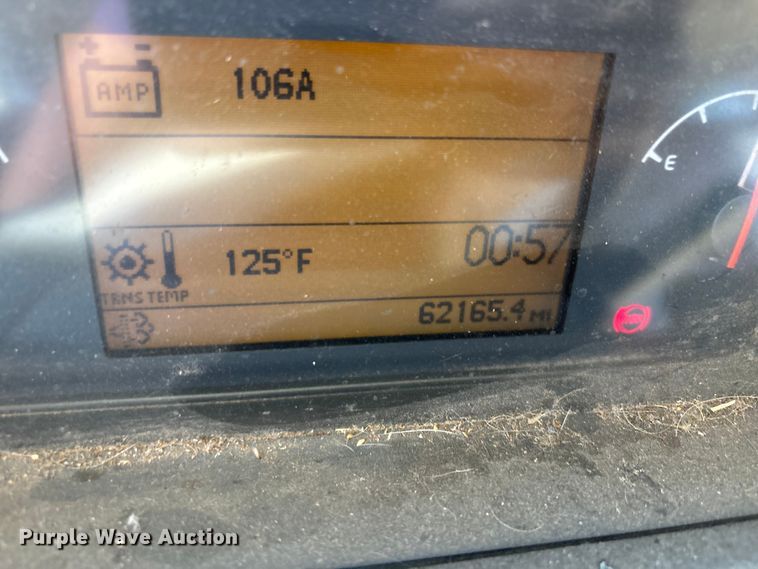 + -
AMP
106A
E
125°F
00:57
TRNS TEMP
62165.4 MI
Purple Wave Auction